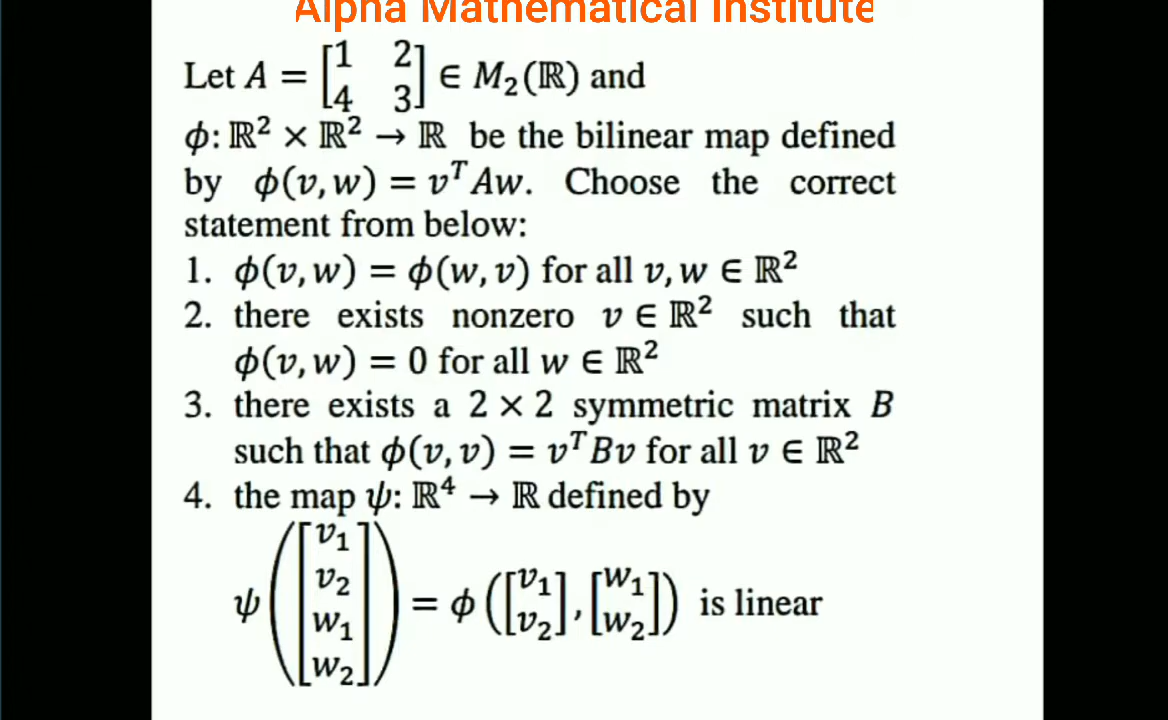 Alpha Mathematical Institute
Let A = [1 2; 4 3] ∈ M₂(ℝ) and
ϕ: ℝ² × ℝ² → ℝ be the bilinear map defined
by ϕ(v, w) = vᵀAw. Choose the correct
statement from below:
1. ϕ(v, w) = ϕ(w, v) for all v, w ∈ ℝ²
2. there exists nonzero v ∈ ℝ² such that
ϕ(v, w) = 0 for all w ∈ ℝ²
3. there exists a 2 × 2 symmetric matrix B
such that ϕ(v, v) = vᵀBv for all v ∈ ℝ²
4. the map ψ: ℝ⁴ → ℝ defined by
ψ([v₁; v₂; w₁; w₂]) = ϕ([v₁; v₂], [w₁; w₂]) is linear